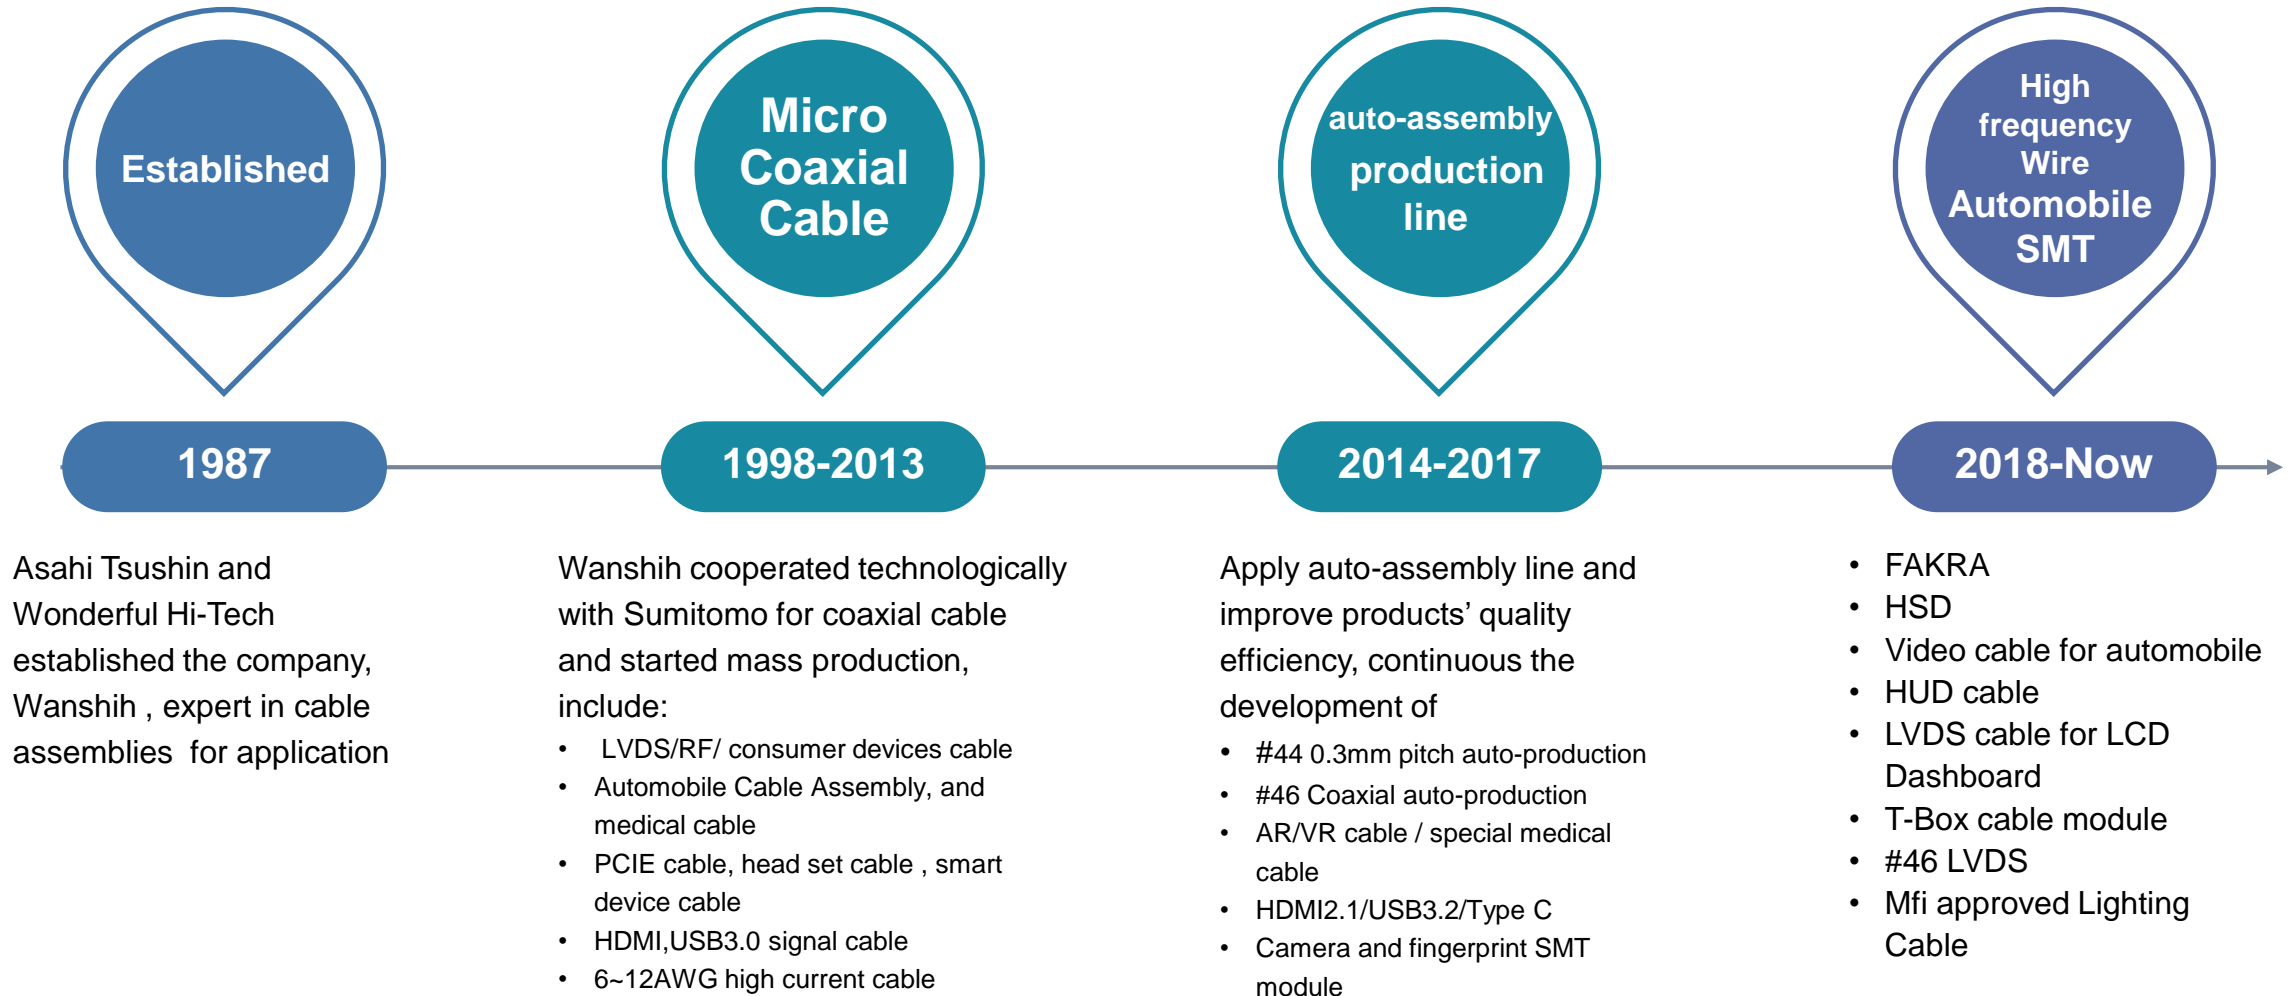 Established
1987
Asahi Tsushin and
Wonderful Hi-Tech
established the company,
Wanshih , expert in cable
assemblies for application
Micro
Coaxial
Cable
1998-2013
Wanshih cooperated technologically
with Sumitomo for coaxial cable
and started mass production,
include:
• LVDS/RF/ consumer devices cable
• Automobile Cable Assembly, and
medical cable
• PCIE cable, head set cable , smart
device cable
• HDMI,USB3.0 signal cable
• 6~12AWG high current cable
auto-assembly
production
line
2014-2017
Apply auto-assembly line and
improve products’ quality
efficiency, continuous the
development of
• #44 0.3mm pitch auto-production
• #46 Coaxial auto-production
• AR/VR cable / special medical
cable
• HDMI2.1/USB3.2/Type C
• Camera and fingerprint SMT
module
High
frequency
Wire
Automobile
SMT
2018-Now
• FAKRA
• HSD
• Video cable for automobile
• HUD cable
• LVDS cable for LCD
Dashboard
• T-Box cable module
• #46 LVDS
• Mfi approved Lighting
Cable